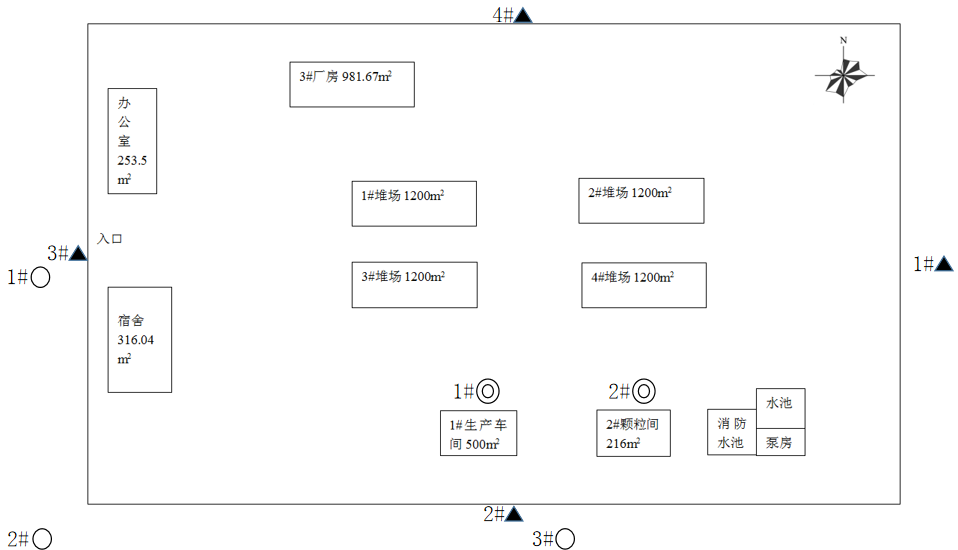 4#
N
3#厂房 981.67m²
办
公
室
253.5
m²
1#堆场 1200m²
2#堆场 1200m²
入口
3#
1#
1#
3#堆场 1200m²
4#堆场 1200m²
宿舍
316.04
m²
1#
2#
水池
1#生产车
间 500m²
2#颗粒间
216m²
消防
水池
泵房
2#
2#
3#